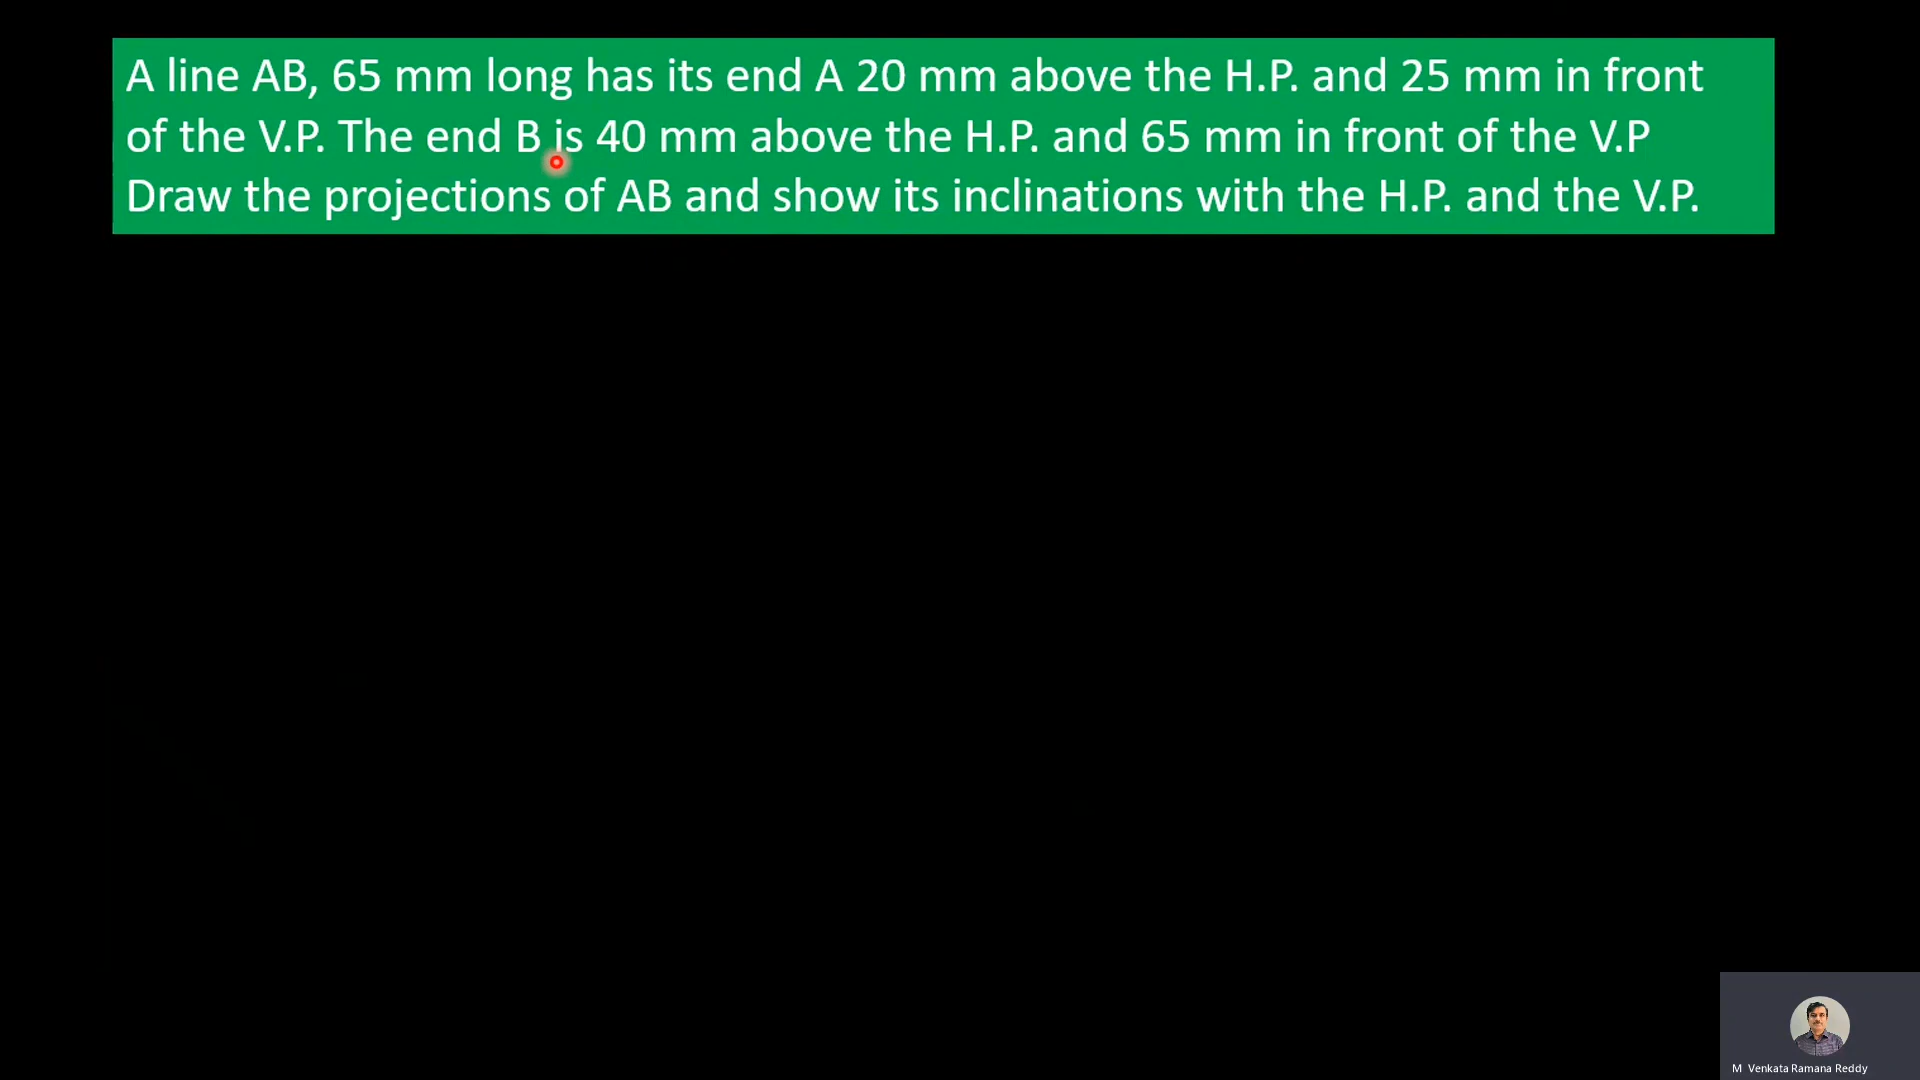 A line AB, 65 mm long has its end A 20 mm above the H.P. and 25 mm in front
of the V.P. The end B is 40 mm above the H.P. and 65 mm in front of the V.P
Draw the projections of AB and show its inclinations with the H.P. and the V.P.
M Venkata Ramana Reddy